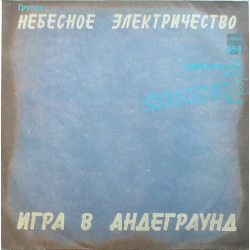 Группа
НЕБЕСНОЕ ЭЛЕКТРИЧЕСТВО
ИГРА В АНДЕГРАУНД